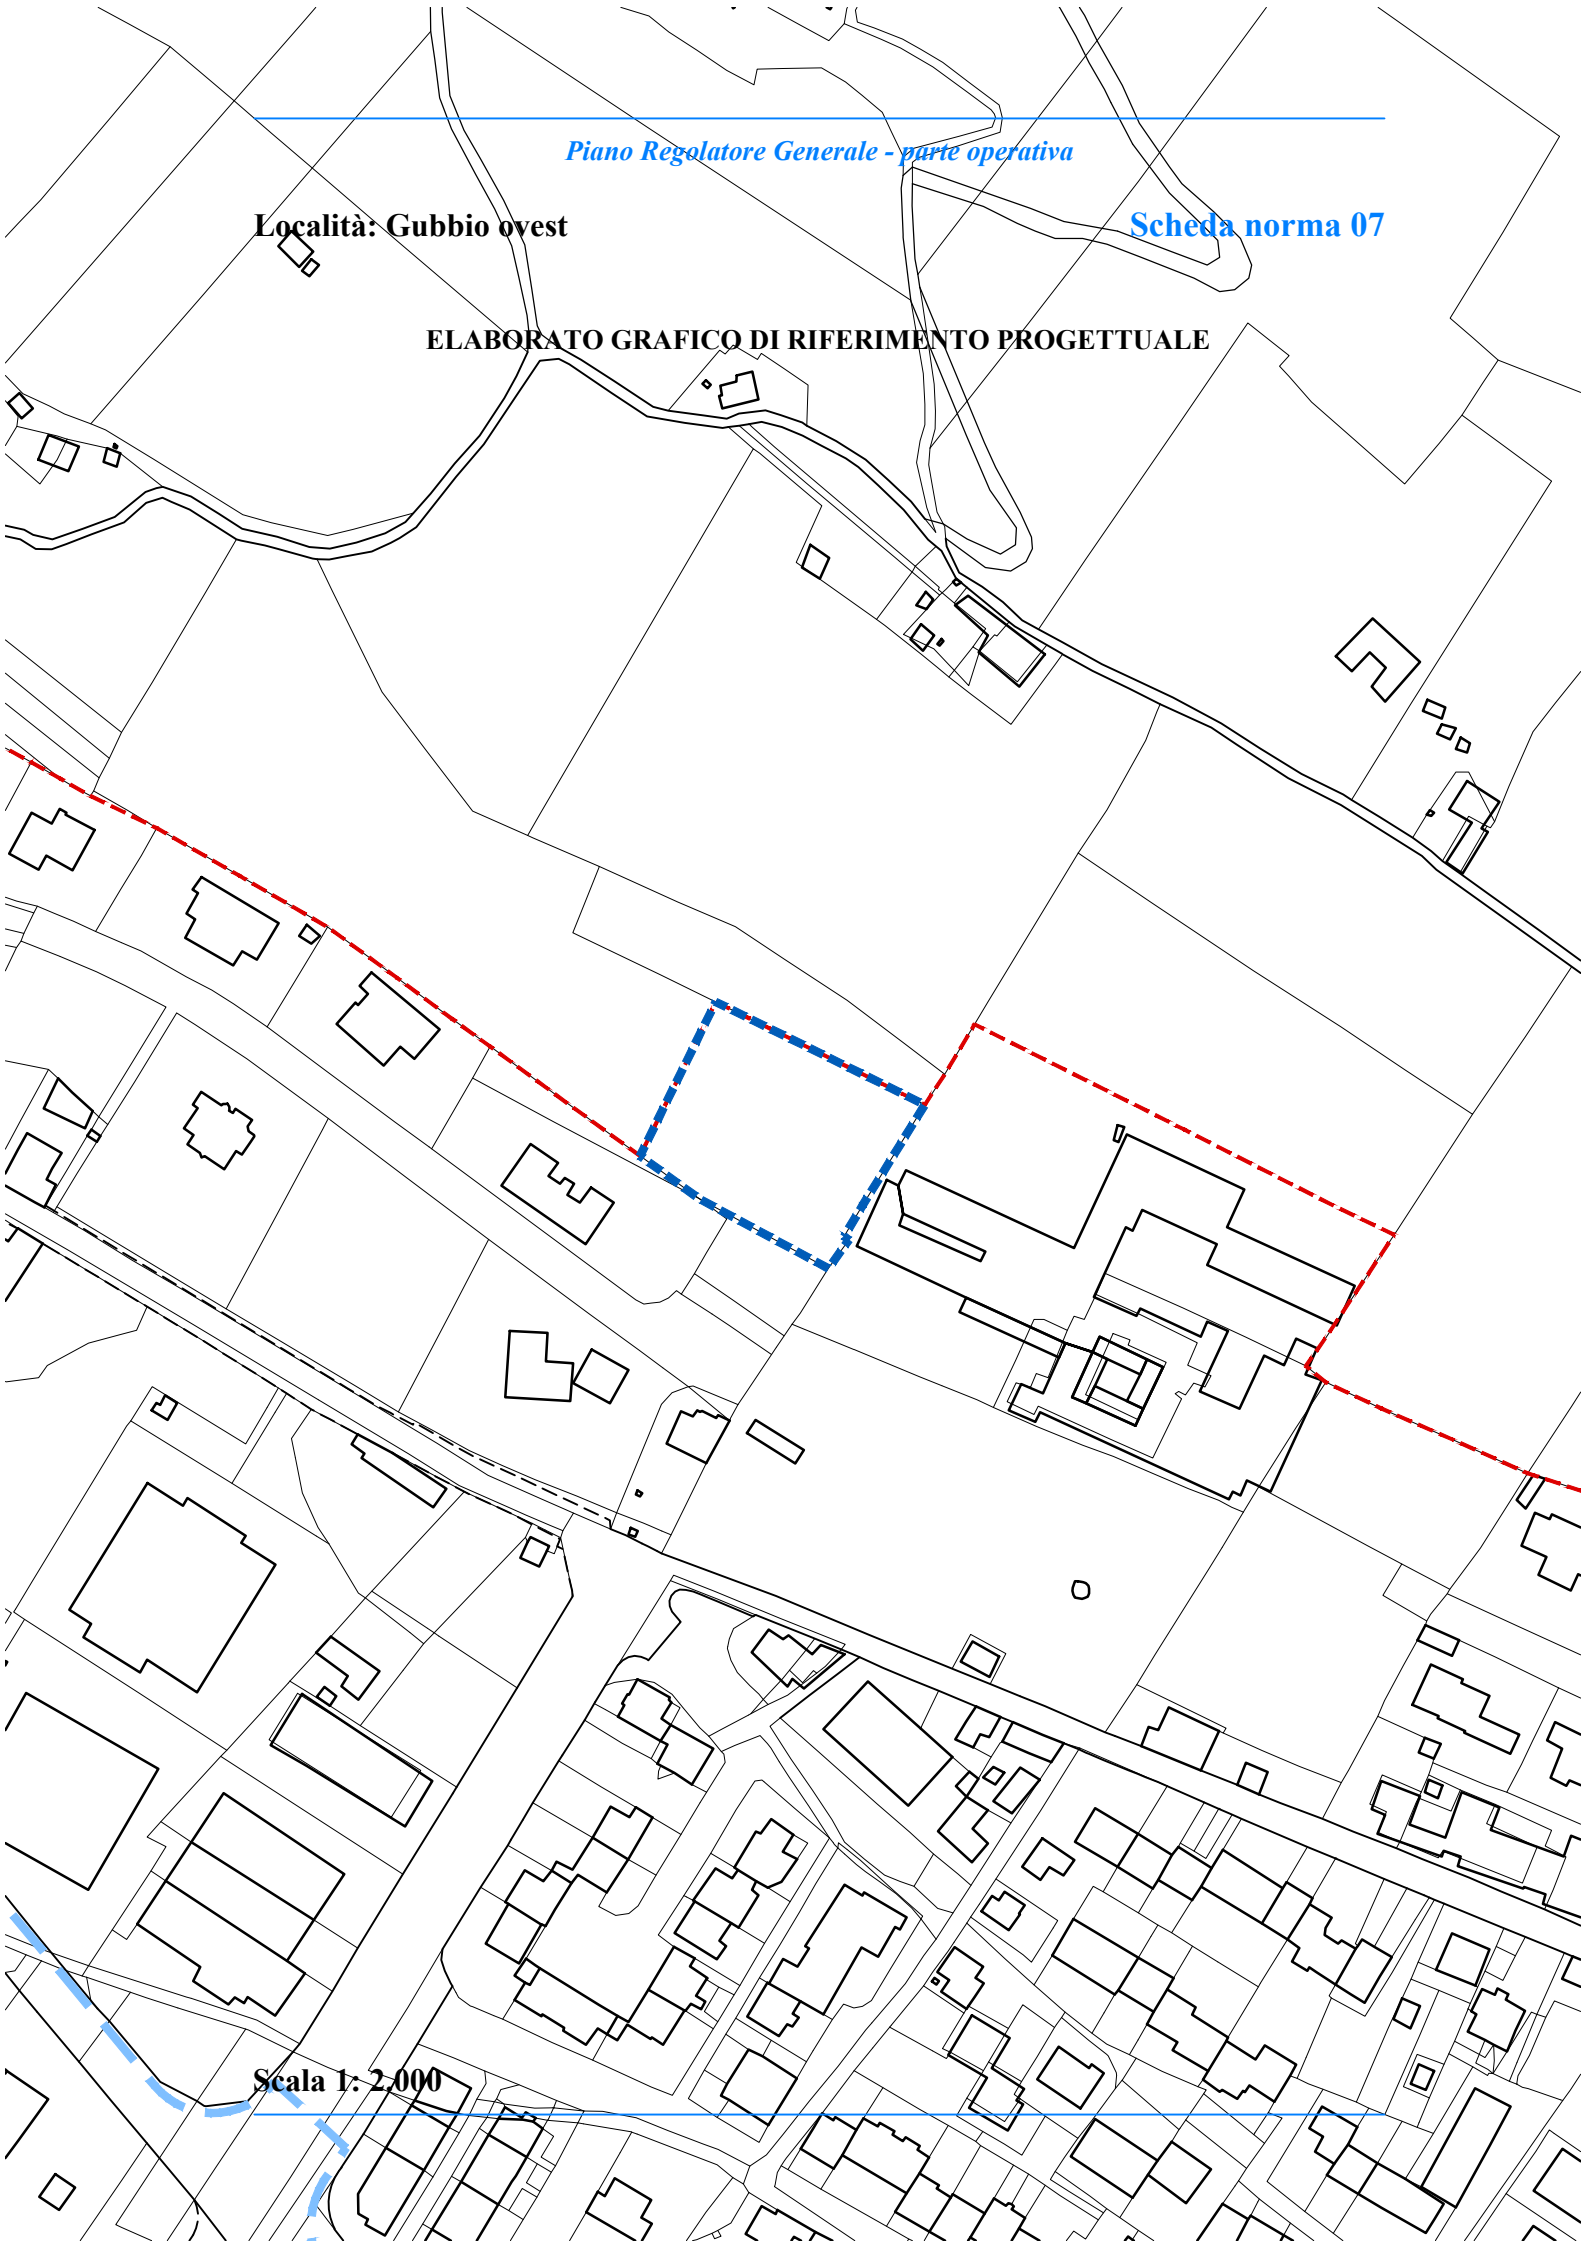 Piano Regolatore Generale - parte operativa
Località: Gubbio ovest
Scheda norma 07
ELABORATO GRAFICO DI RIFERIMENTO PROGETTUALE
Scala 1: 2.000